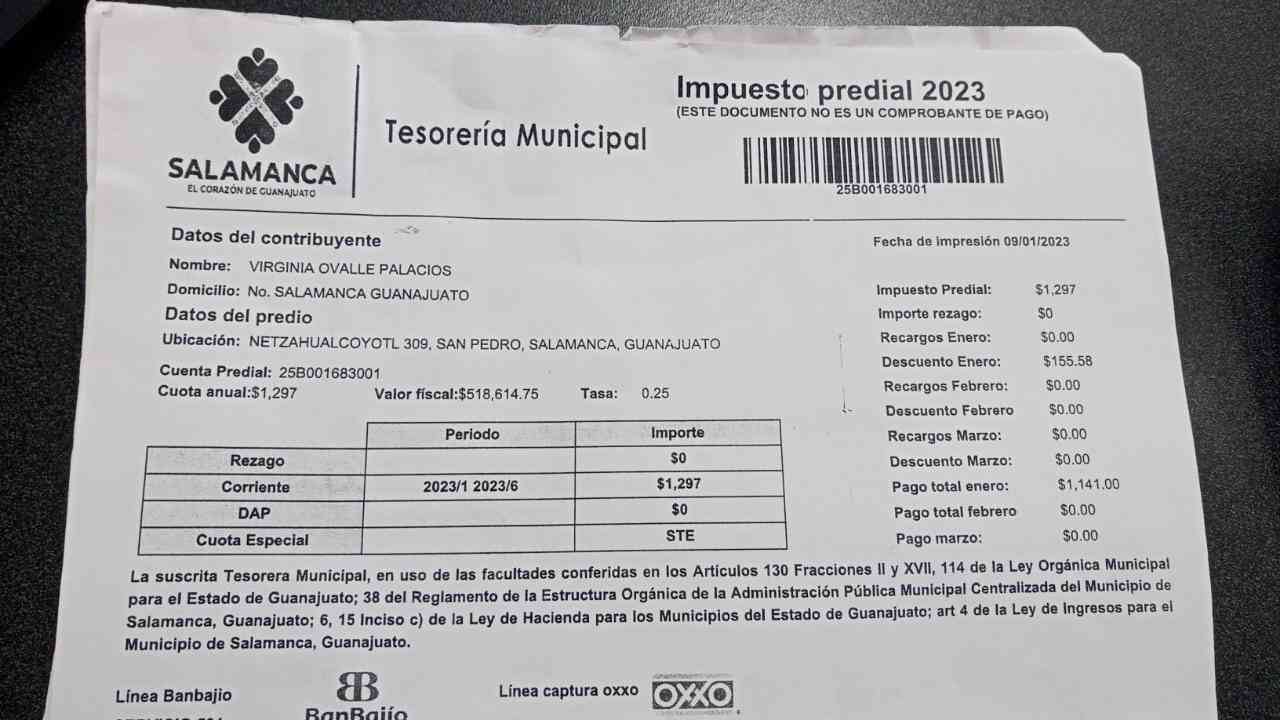 SALAMANCA
EL CORAZÓN DE GUANAJUATO
Tesorería Municipal
Impuesto predial 2023
(ESTE DOCUMENTO NO ES UN COMPROBANTE DE PAGO)
25B001683001
Datos del contribuyente
Nombre: VIRGINIA OVALLE PALACIOS
Domicilio: No. SALAMANCA GUANAJUATO
Datos del predio
Ubicación: NETZAHUALCOYOTL 309, SAN PEDRO, SALAMANCA, GUANAJUATO
Cuenta Predial: 25B001683001
Cuota anual:$1,297 Valor fiscal:$518,614.75 Tasa: 0.25
Fecha de impresión 09/01/2023
Impuesto Predial: $1,297
Importe rezago: $0
Recargos Enero: $0.00
Descuento Enero: $155.58
Recargos Febrero: $0.00
Descuento Febrero $0.00
Recargos Marzo: $0.00
Descuento Marzo: $0.00
Pago total enero: $1,141.00
Pago total febrero $0.00
Pago marzo: $0.00
Periodo Importe
Rezago $0
Corriente 2023/1 2023/6 $1,297
DAP $0
Cuota Especial STE
La suscrita Tesorera Municipal, en uso de las facultades conferidas en los Artículos 130 Fracciones II y XVII, 114 de la Ley Orgánica Municipal
para el Estado de Guanajuato; 38 del Reglamento de la Estructura Orgánica de la Administración Pública Municipal Centralizada del Municipio de
Salamanca, Guanajuato; 6, 15 Inciso c) de la Ley de Hacienda para los Municipios del Estado de Guanajuato; art 4 de la Ley de Ingresos para el
Municipio de Salamanca, Guanajuato.
Línea Banbajio
BanBajío
Línea captura oxxo
OXXO